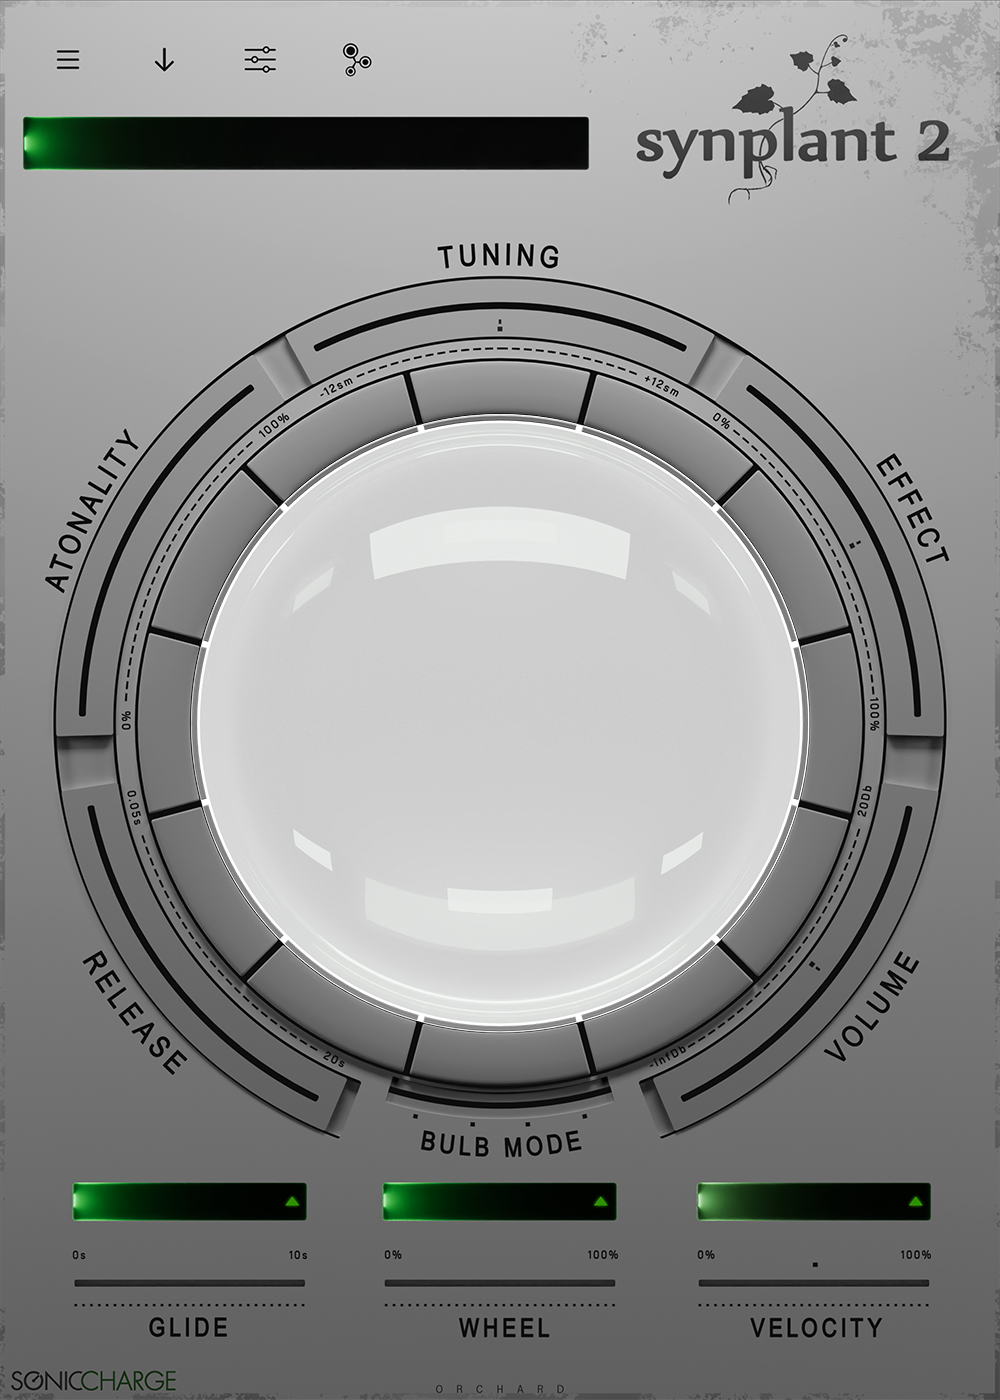 synplant 2
TUNING
-12sm
+12sm
100%
0%
ATONALITY
EFFECT
0%
100%
0.05s
20Db
RELEASE
VOLUME
20s
-infDb
BULB MODE
0s
10s
0%
100%
0%
100%
GLIDE
WHEEL
VELOCITY
SONICCHARGE
ORCHARD